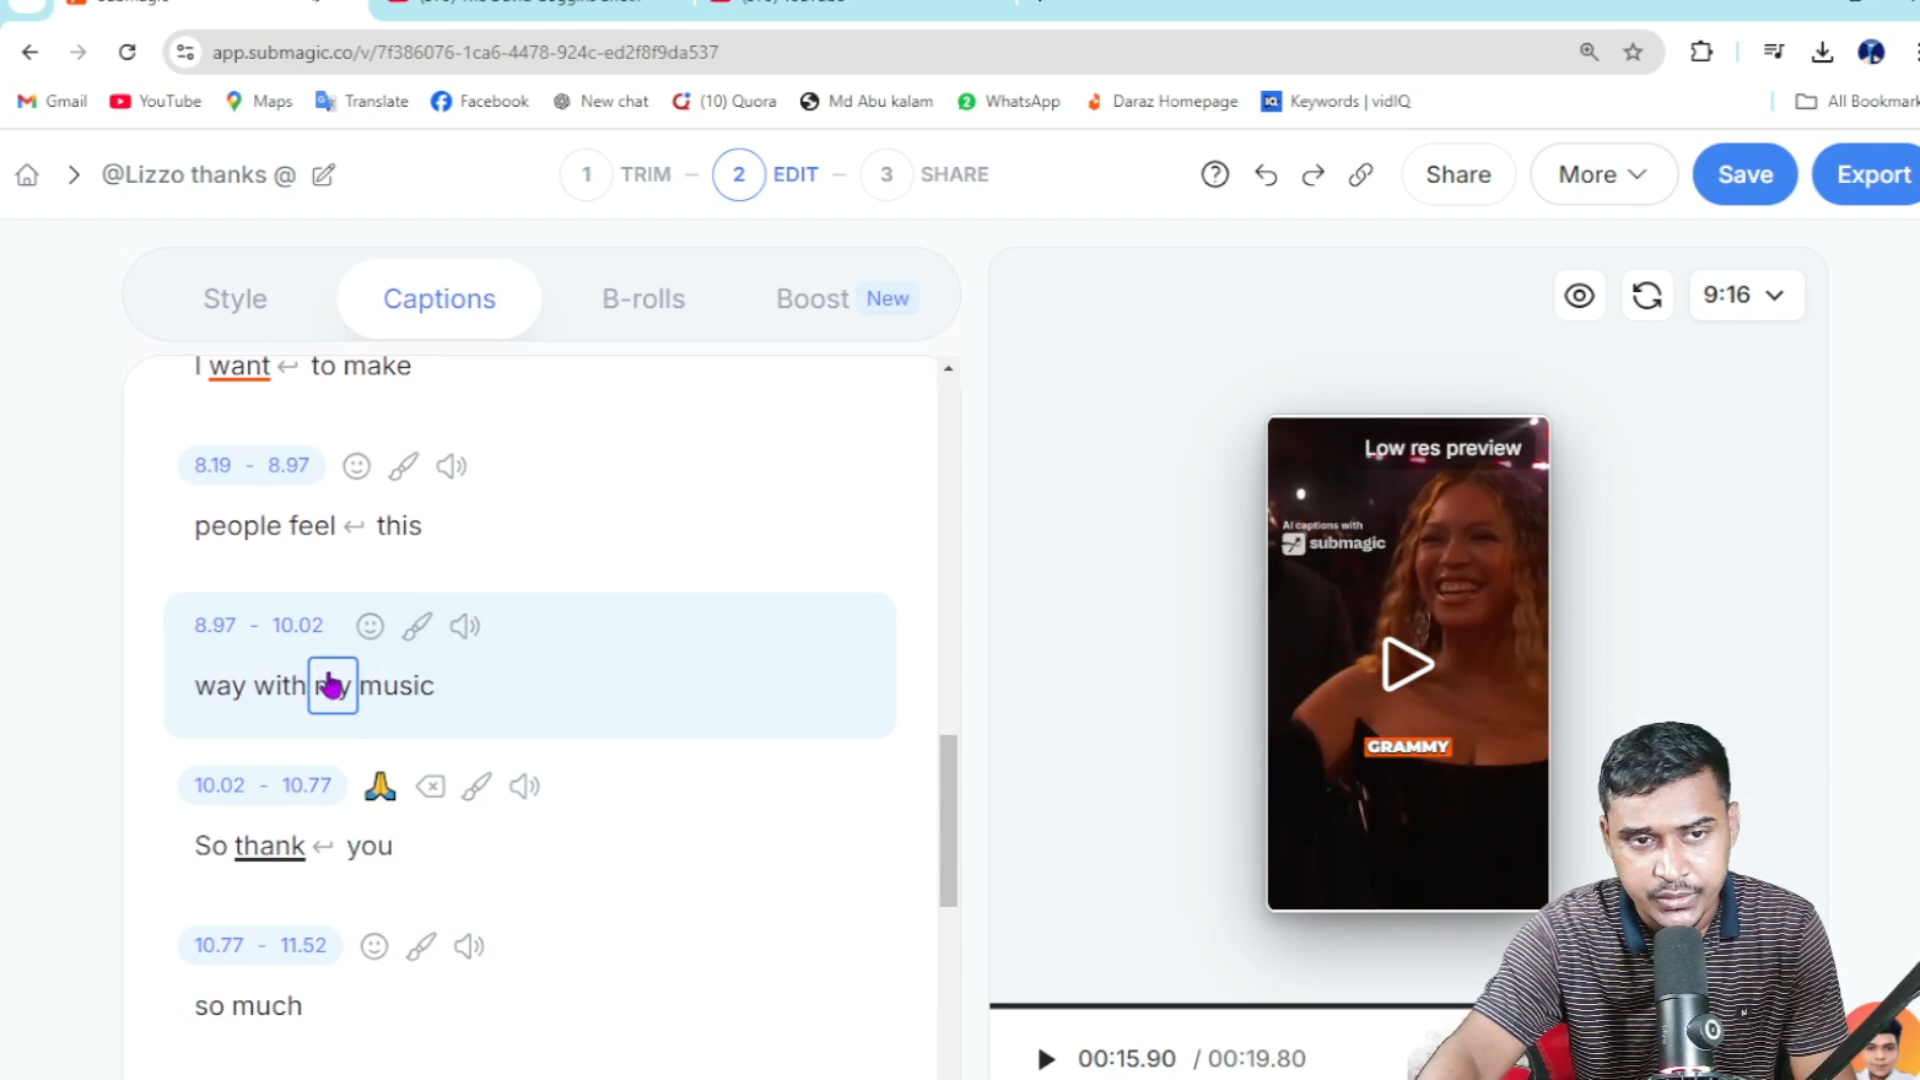 app.submagic.co/v/7f386076-1ca6-4478-924c-ed2f8f9da537
Gmail
YouTube
Maps
Translate
Facebook
New chat
(10) Quora
Md Abu kalam
WhatsApp
Daraz Homepage
Keywords | vidIQ
All Bookmark
@Lizzo thanks @
1 TRIM
2 EDIT
3 SHARE
Share
More
Save
Export
Style
Captions
B-rolls
Boost New
9:16
I want ↩ to make
8.19 - 8.97
people feel ↩ this
8.97 - 10.02
way with my music
10.02 - 10.77
So thank ↩ you
10.77 - 11.52
so much
Low res preview
AI captions with
submagic
GRAMMY
00:15.90 / 00:19.80